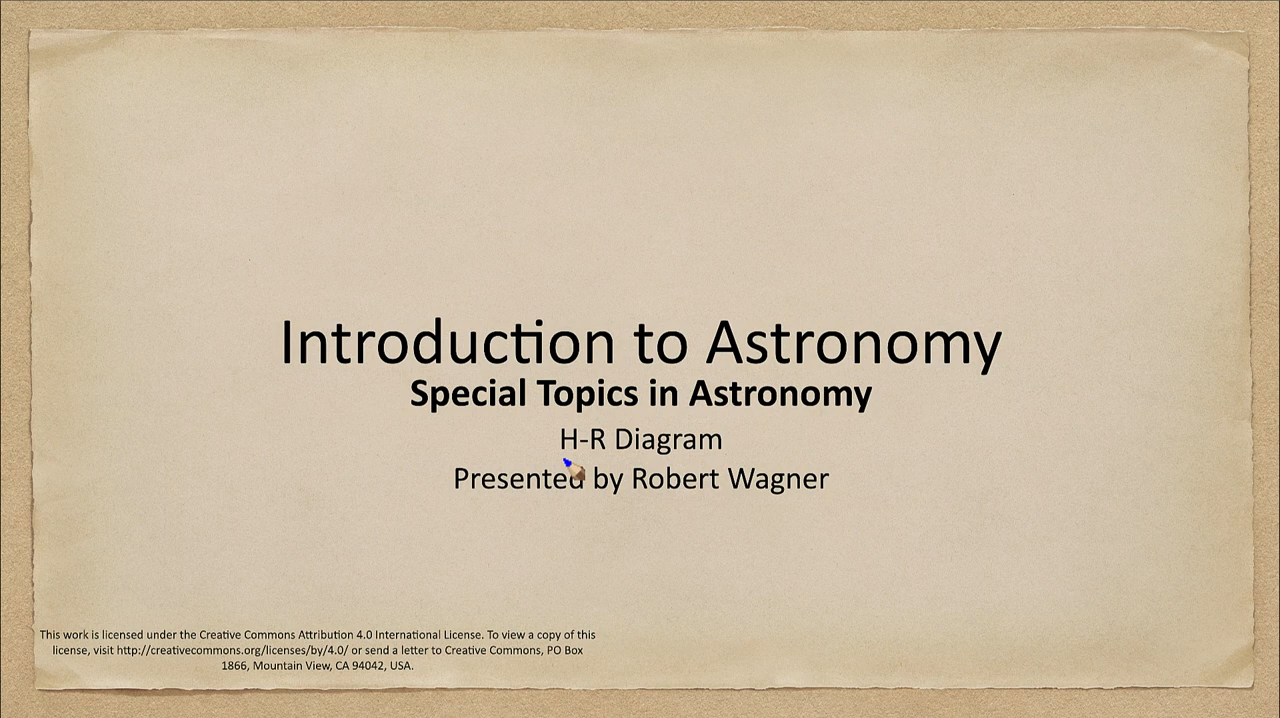 Introduction to Astronomy
Special Topics in Astronomy
H-R Diagram
Presented by Robert Wagner
This work is licensed under the Creative Commons Attribution 4.0 International License. To view a copy of this
license, visit http://creativecommons.org/licenses/by/4.0/ or send a letter to Creative Commons, PO Box
1866, Mountain View, CA 94042, USA.